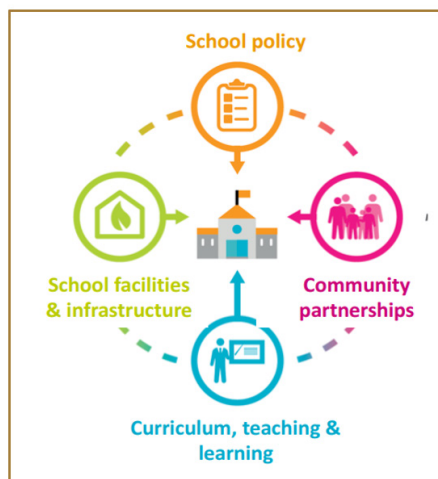 School policy
School facilities
& infrastructure
Community
partnerships
Curriculum, teaching &
learning